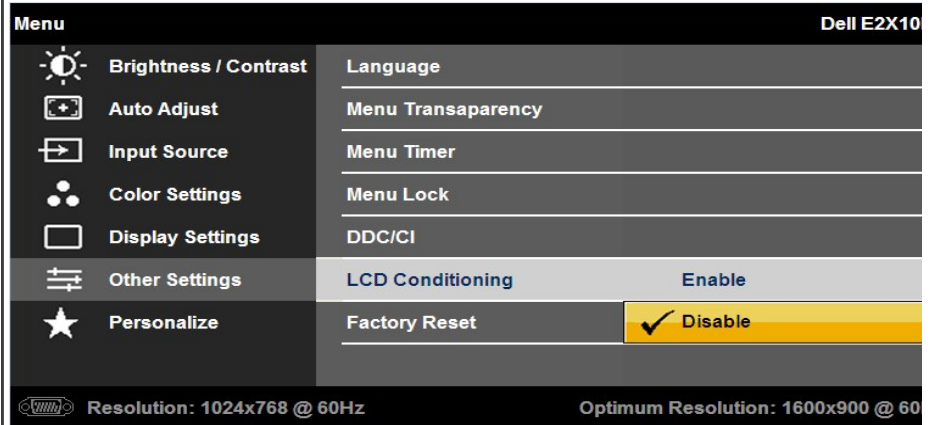 Menu Dell E2X10
Brightness / Contrast Language
Auto Adjust Menu Transaparency
Input Source Menu Timer
Color Settings Menu Lock
Display Settings DDC/CI
Other Settings LCD Conditioning Enable
Personalize Factory Reset Disable
Resolution: 1024x768 @ 60Hz Optimum Resolution: 1600x900 @ 60